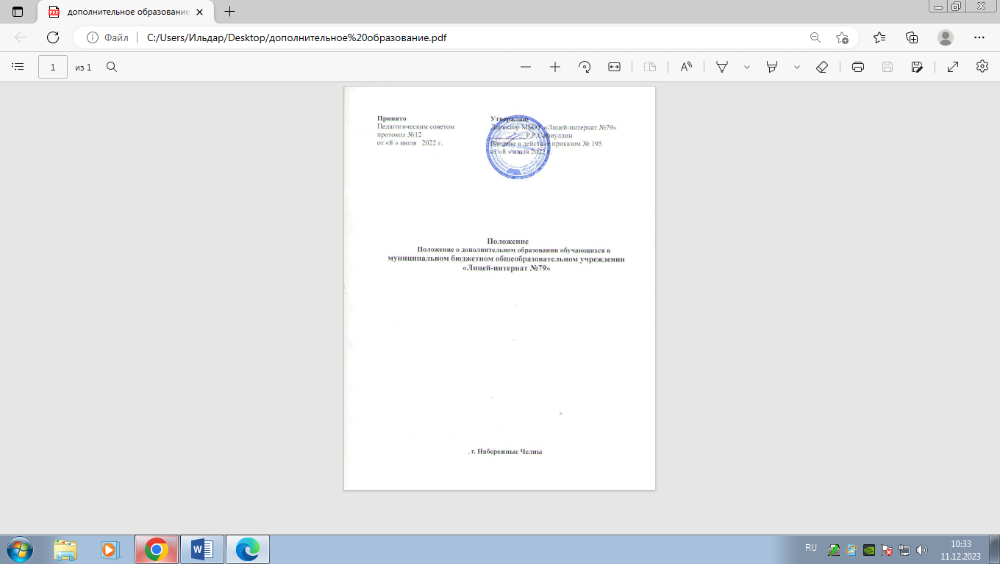 дополнительное образование
Файл
C:/Users/Ильдар/Desktop/дополнительное%20образование.pdf
1
из 1
Принято
Педагогическим советом
протокол №12
от «8 » июля 2022 г.
Утверждаю
Директор МБОУ «Лицей-интернат №79»
Введено в действие приказом № 195
от «8 » июля 2022 г.
Положение
Положение о дополнительном образовании обучающихся в
муниципальном бюджетном общеобразовательном учреждении
«Лицей-интернат №79»
г. Набережные Челны
RU
10:33
11.12.2023